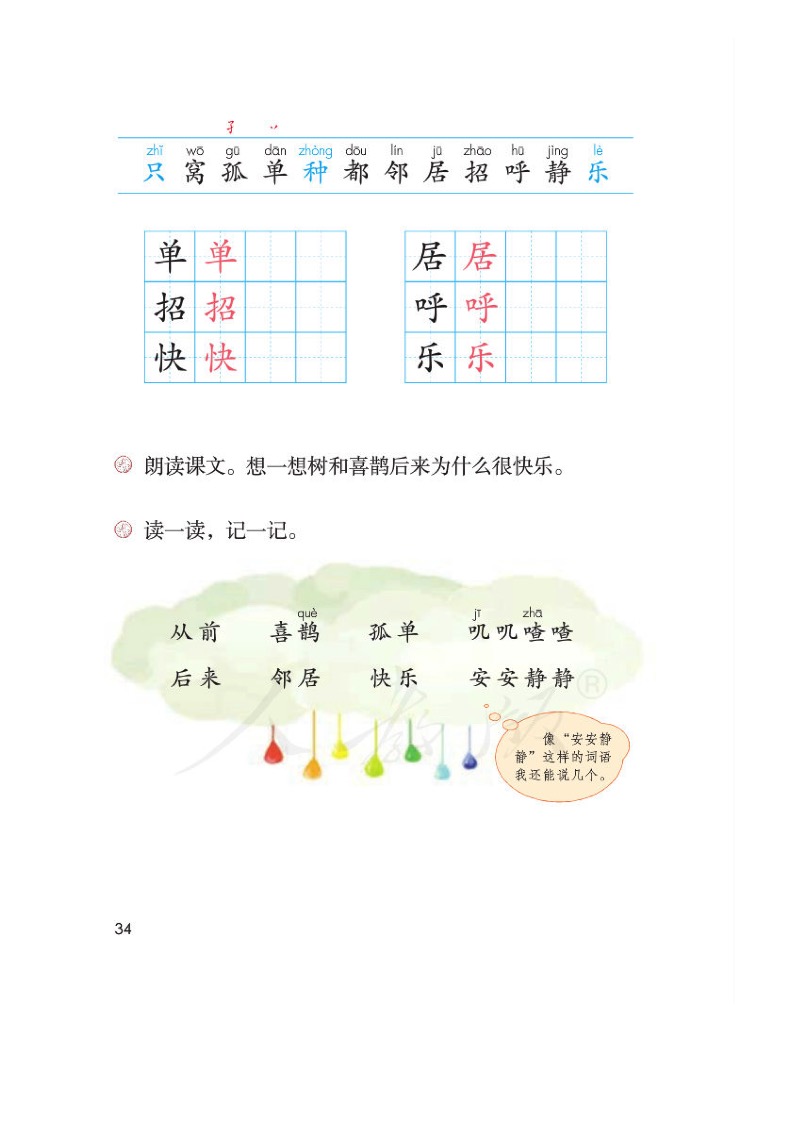 孑 丷
zhī wō gū dān zhòng dōu lín jū zhāo hū jìng lè
只 窝 孤 单 种 都 邻 居 招 呼 静 乐
单 单 居 居
招 招 呼 呼
快 快 乐 乐
朗读课文。想一想树和喜鹊后来为什么很快乐。
读一读，记一记。
què jī zhā
从前 喜鹊 孤单 叽叽喳喳
后来 邻居 快乐 安安静静
人教版®
像“安安静
静”这样的词语
我还能说几个。
34